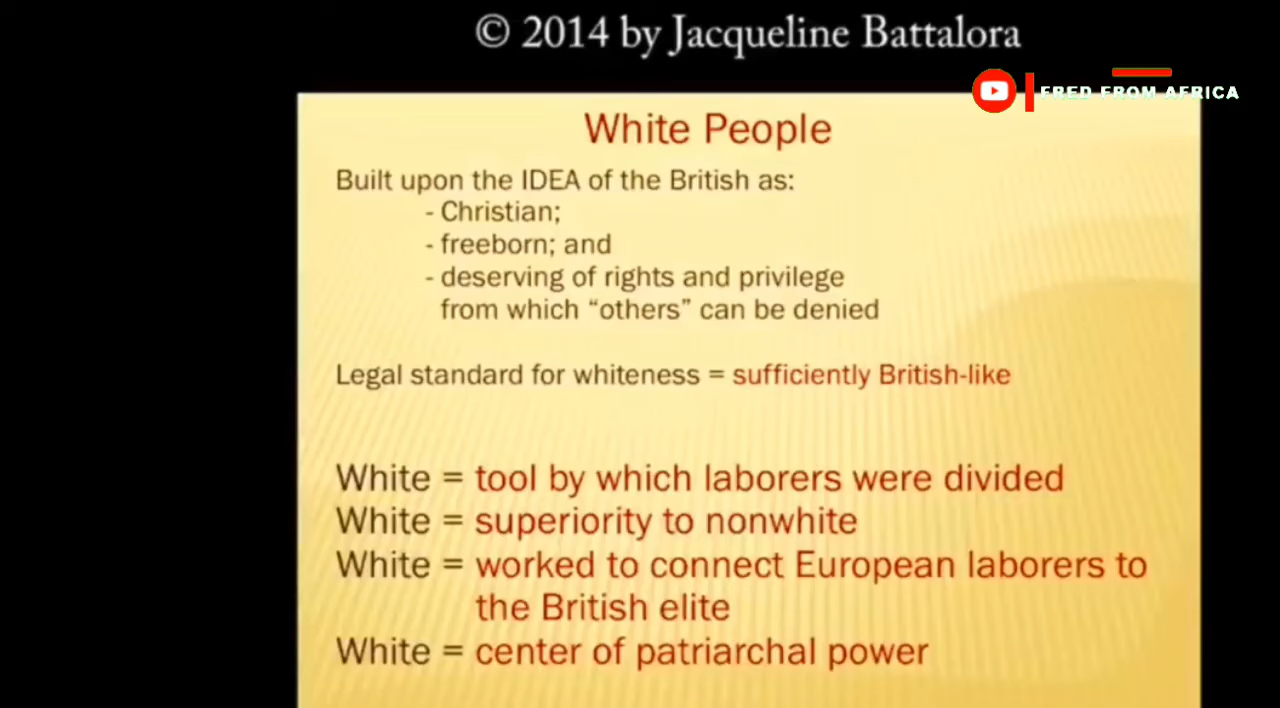 © 2014 by Jacqueline Battalora
FRED FROM AFRICA
White People
Built upon the IDEA of the British as:
- Christian;
- freeborn; and
- deserving of rights and privilege
from which “others” can be denied
Legal standard for whiteness = sufficiently British-like
White = tool by which laborers were divided
White = superiority to nonwhite
White = worked to connect European laborers to
the British elite
White = center of patriarchal power